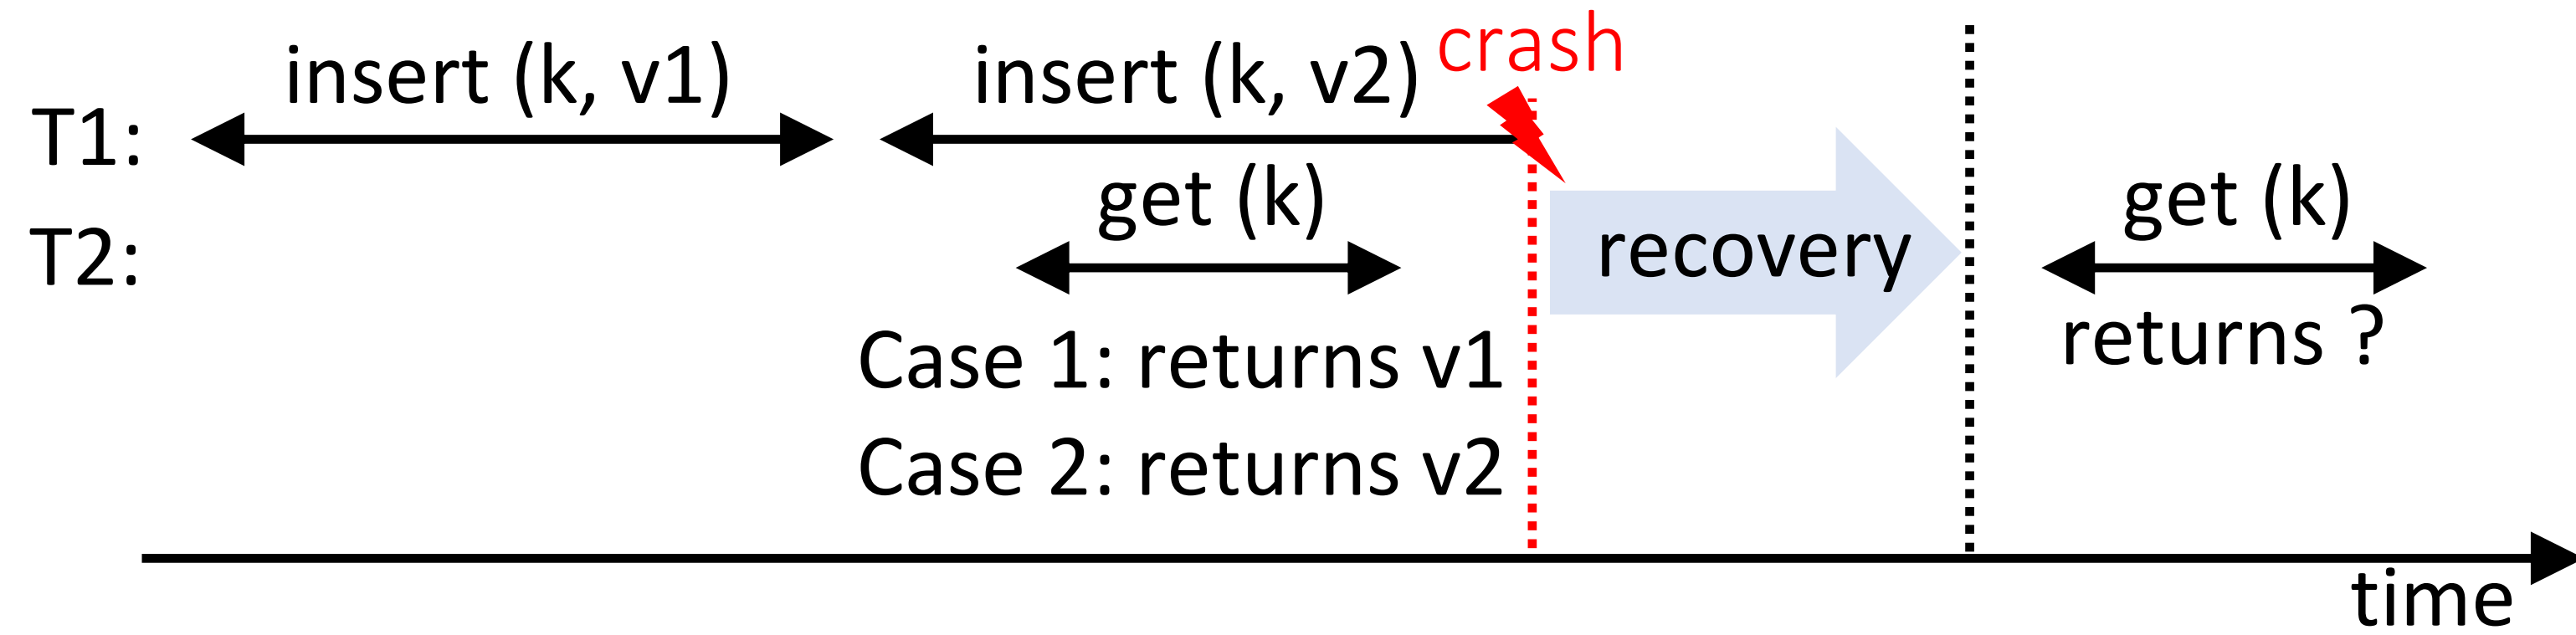 insert (k, v1)
insert (k, v2)
crash
T1:
get (k)
T2:
recovery
get (k)
Case 1: returns v1
returns ?
Case 2: returns v2
time